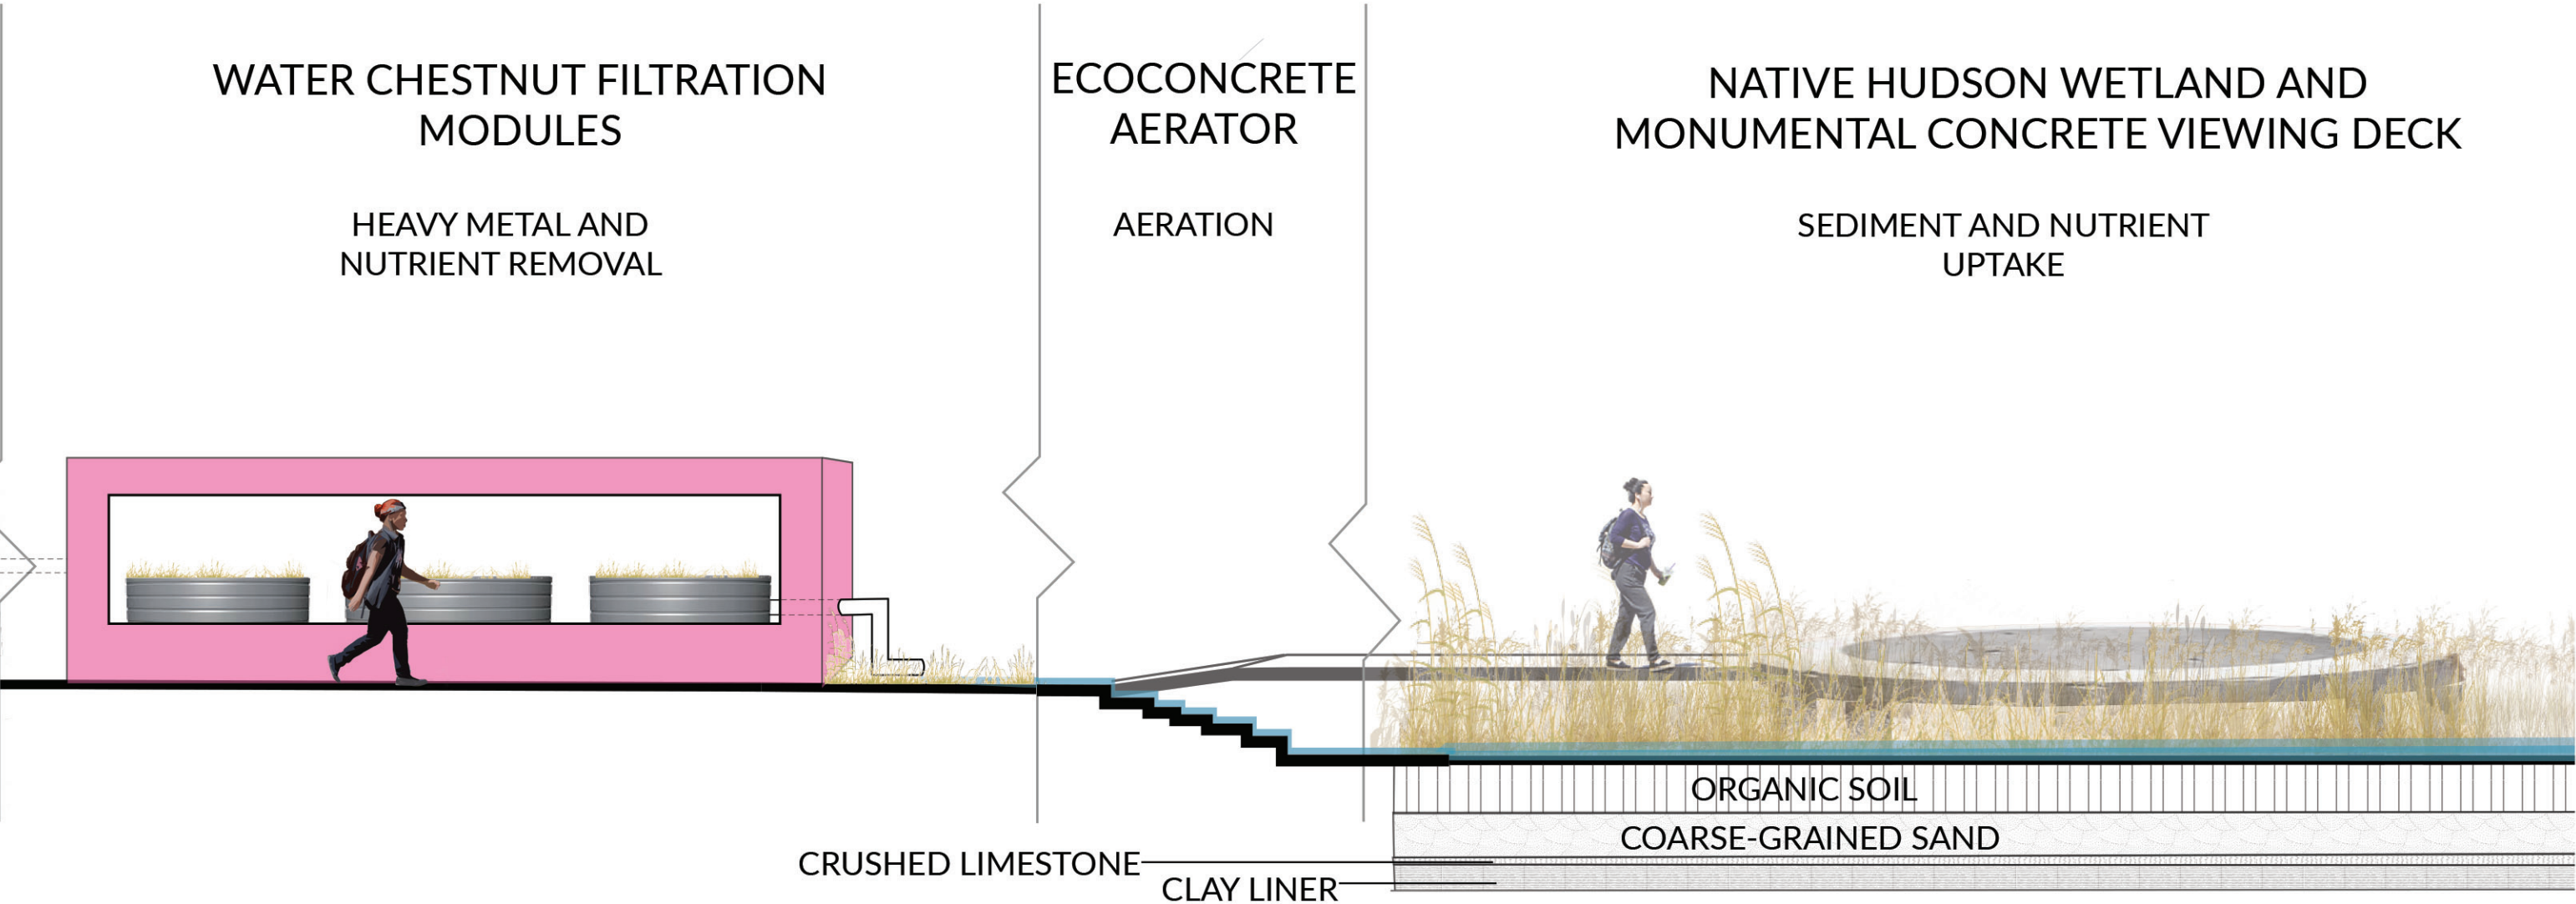 WATER CHESTNUT FILTRATION
MODULES
HEAVY METAL AND
NUTRIENT REMOVAL
ECOCONCRETE
AERATOR
AERATION
NATIVE HUDSON WETLAND AND
MONUMENTAL CONCRETE VIEWING DECK
SEDIMENT AND NUTRIENT
UPTAKE
ORGANIC SOIL
COARSE-GRAINED SAND
CRUSHED LIMESTONE
CLAY LINER